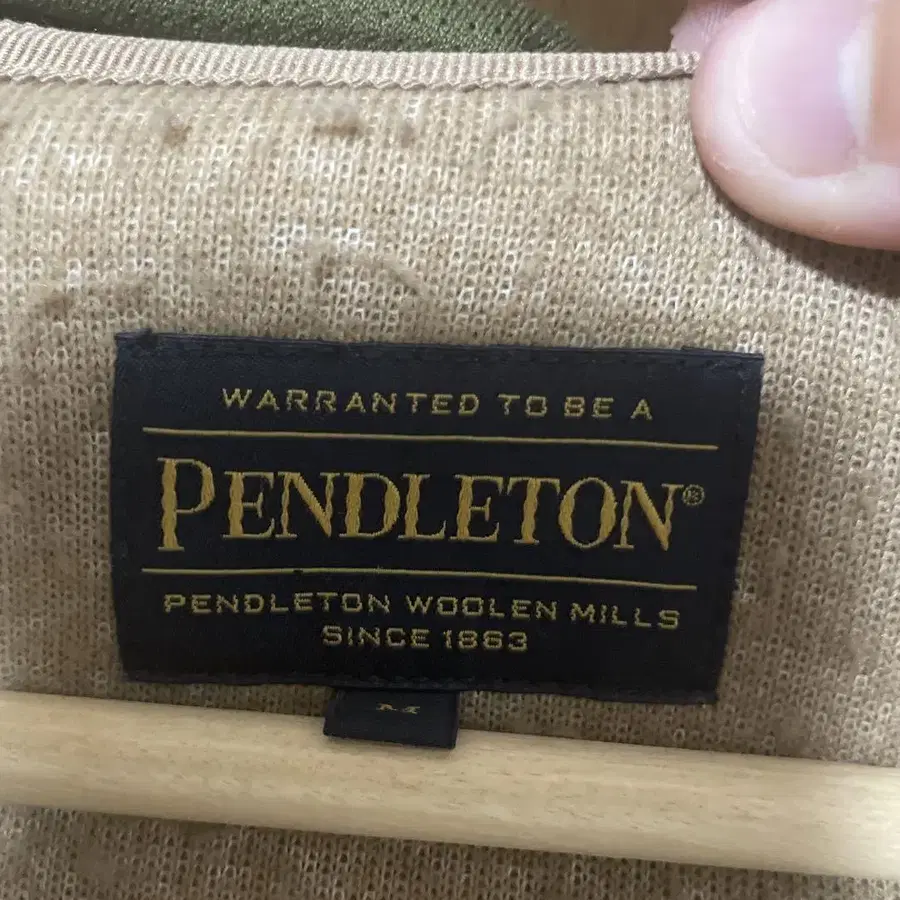 WARRANTED TO BE A
PENDLETON®
PENDLETON WOOLEN MILLS
SINCE 1863
M